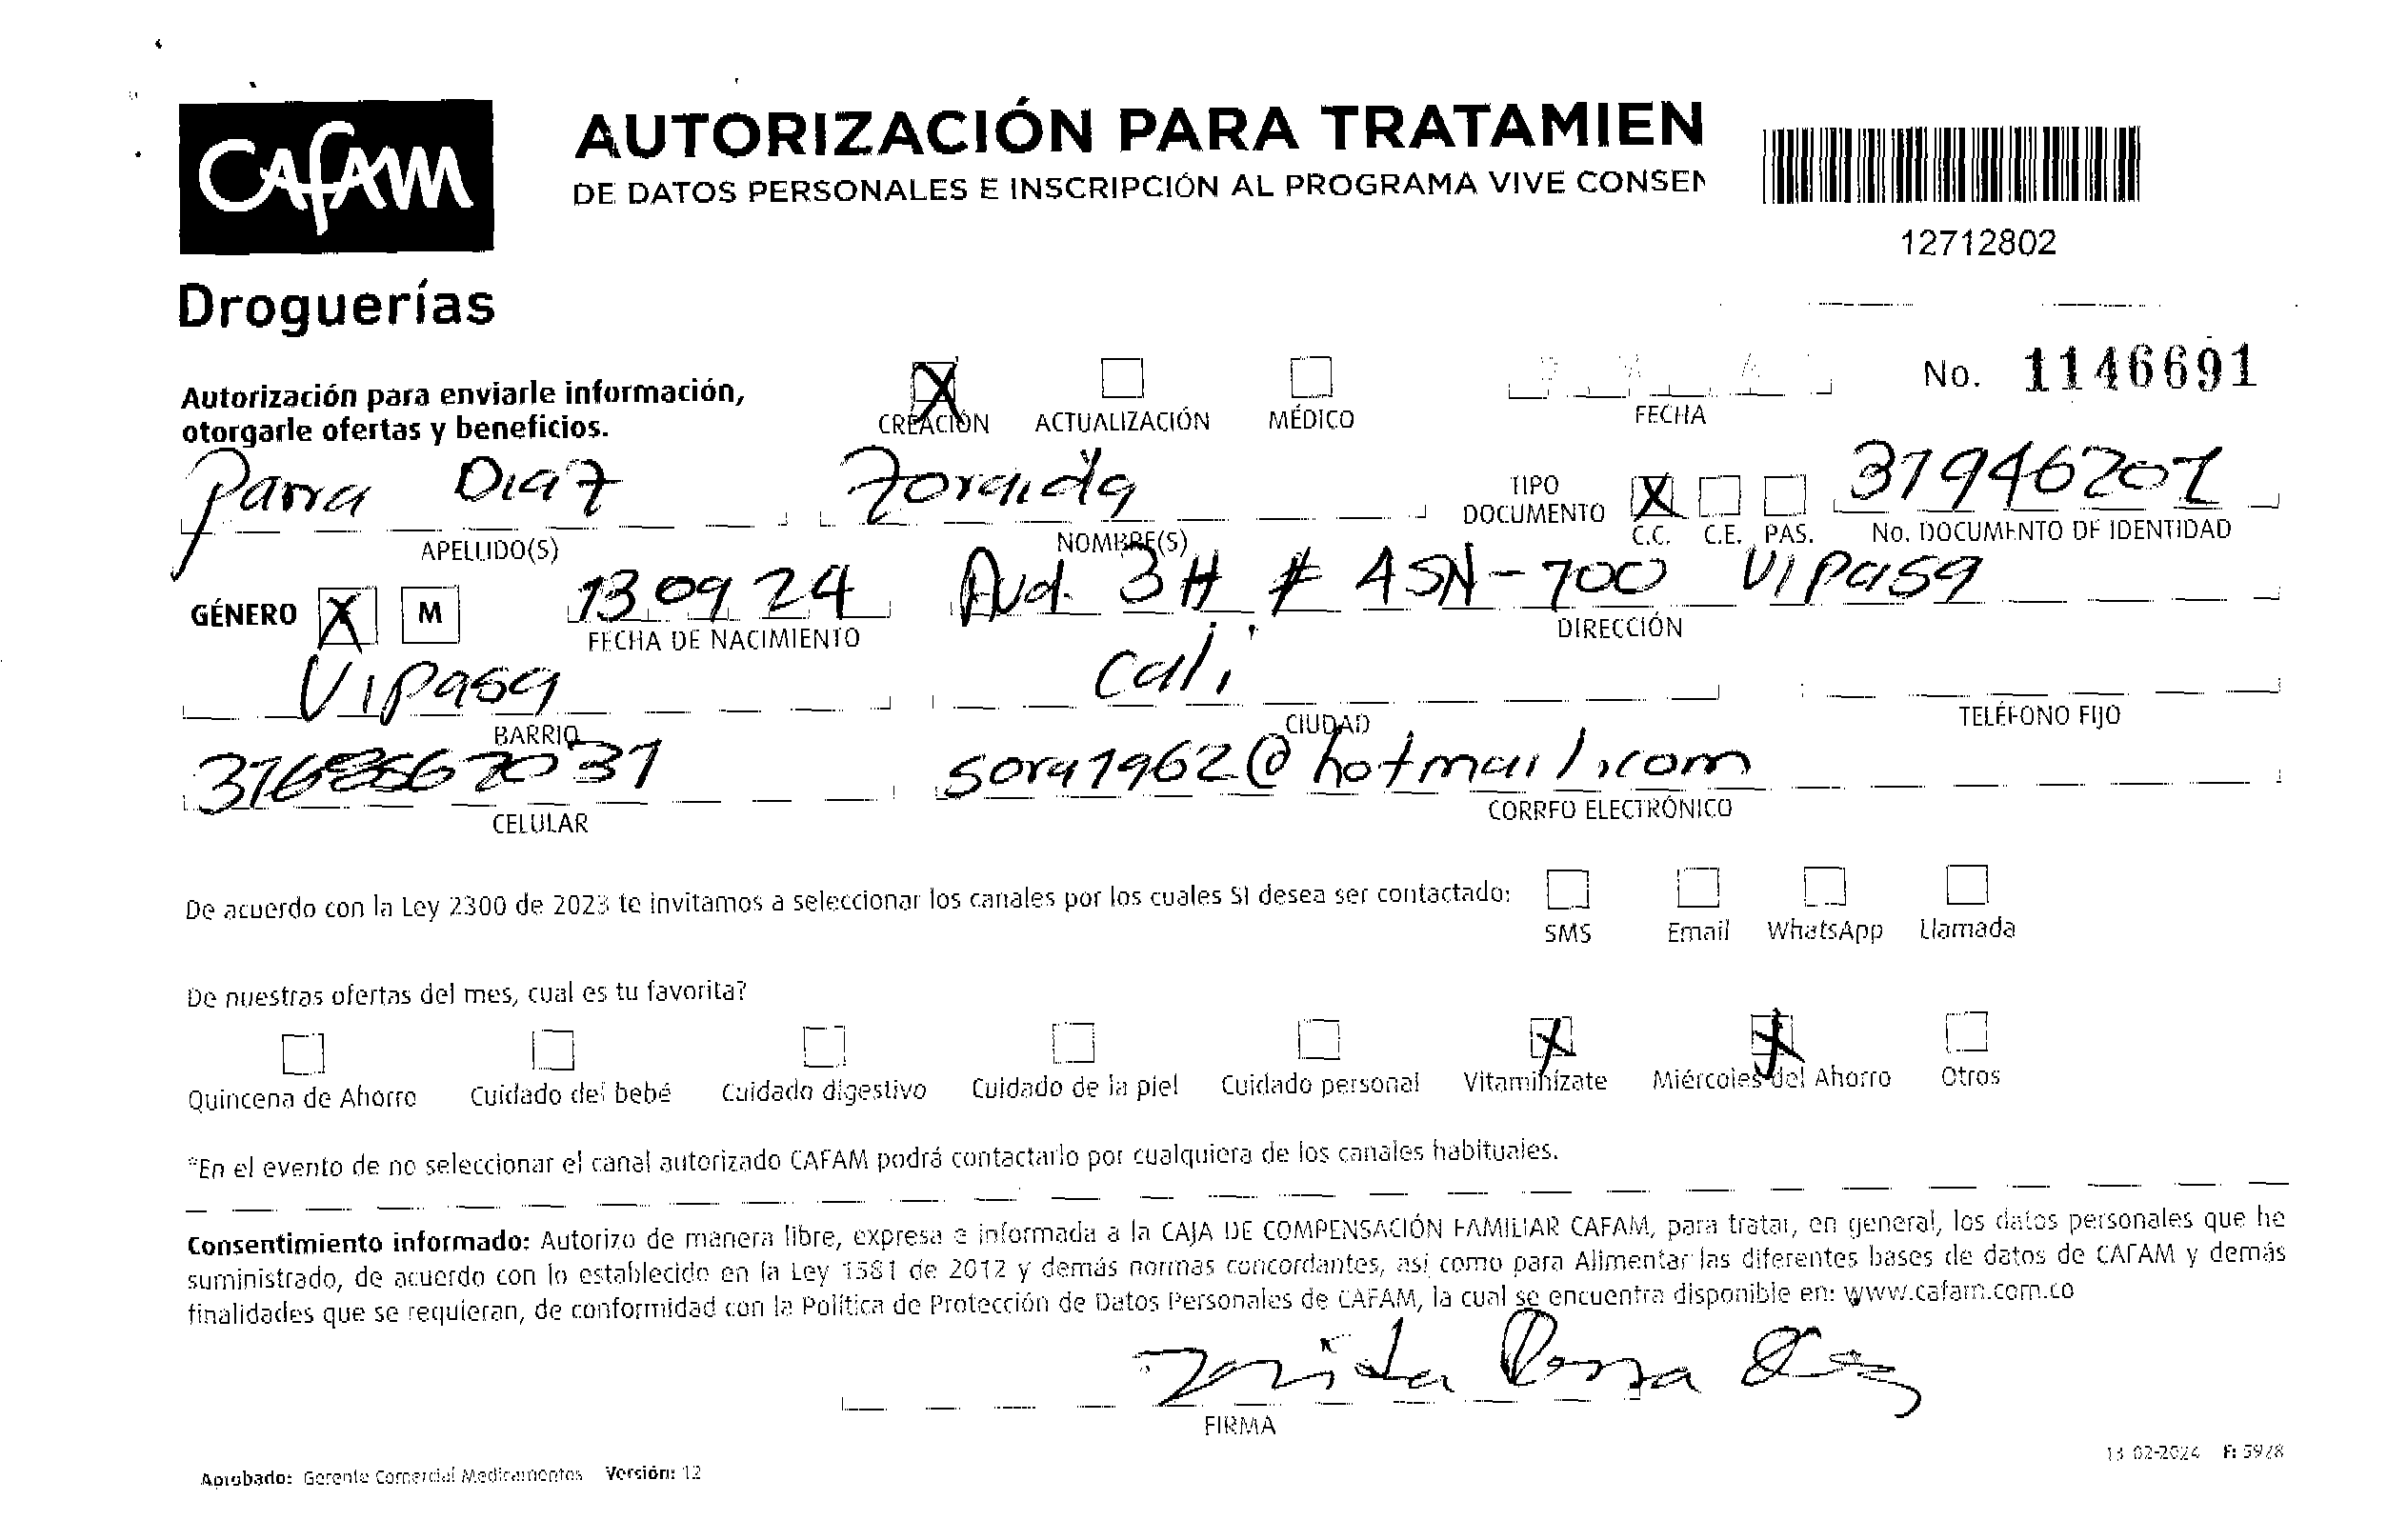 CAFAM
Droguerías
AUTORIZACIÓN PARA TRATAMIEN
DE DATOS PERSONALES E INSCRIPCIÓN AL PROGRAMA VIVE CONSEN
12712802
Autorización para enviarle información,
otorgarle ofertas y beneficios.
X CREACIÓN ACTUALIZACIÓN MÉDICO
D M A FECHA
No. 1146691
Parra Diaz Zoraida
APELLIDO(S) NOMBRE(S)
TIPO DOCUMENTO X C.C. C.E. PAS.
No. DOCUMENTO DE IDENTIDAD
GÉNERO X M 130924 Avd. 3H # 45N-700 Vipasa
FECHA DE NACIMIENTO DIRECCIÓN
Vipasa Cali
BARRIO CIUDAD TELÉFONO FIJO
sora1962@hotmail.com
CELULAR CORREO ELECTRÓNICO
De acuerdo con la Ley 2300 de 2023 te invitamos a seleccionar los canales por los cuales SI desea ser contactado:
SMS Email WhatsApp Llamada
De nuestras ofertas del mes, cual es tu favorita?
X X
Quincena de Ahorro Cuidado del bebé Cuidado digestivo Cuidado de la piel Cuidado personal Vitaminízate Miércoles del Ahorro Otros
*En el evento de no seleccionar el canal autorizado CAFAM podrá contactarlo por cualquiera de los canales habituales.
Consentimiento informado: Autorizo de manera libre, expresa e informada a la CAJA DE COMPENSACIÓN FAMILIAR CAFAM, para tratar, en general, los datos personales que he
suministrado, de acuerdo con lo establecido en la Ley 1581 de 2012 y demás normas concordantes, así como para Alimentar las diferentes bases de datos de CAFAM y demás
finalidades que se requieran, de conformidad con la Política de Protección de Datos Personales de CAFAM, la cual se encuentra disponible en: www.cafam.com.co
Parra
FIRMA
Aprobado: Gerente Comercial Medicamentos Versión: 12
13-02-2024 F: 5928